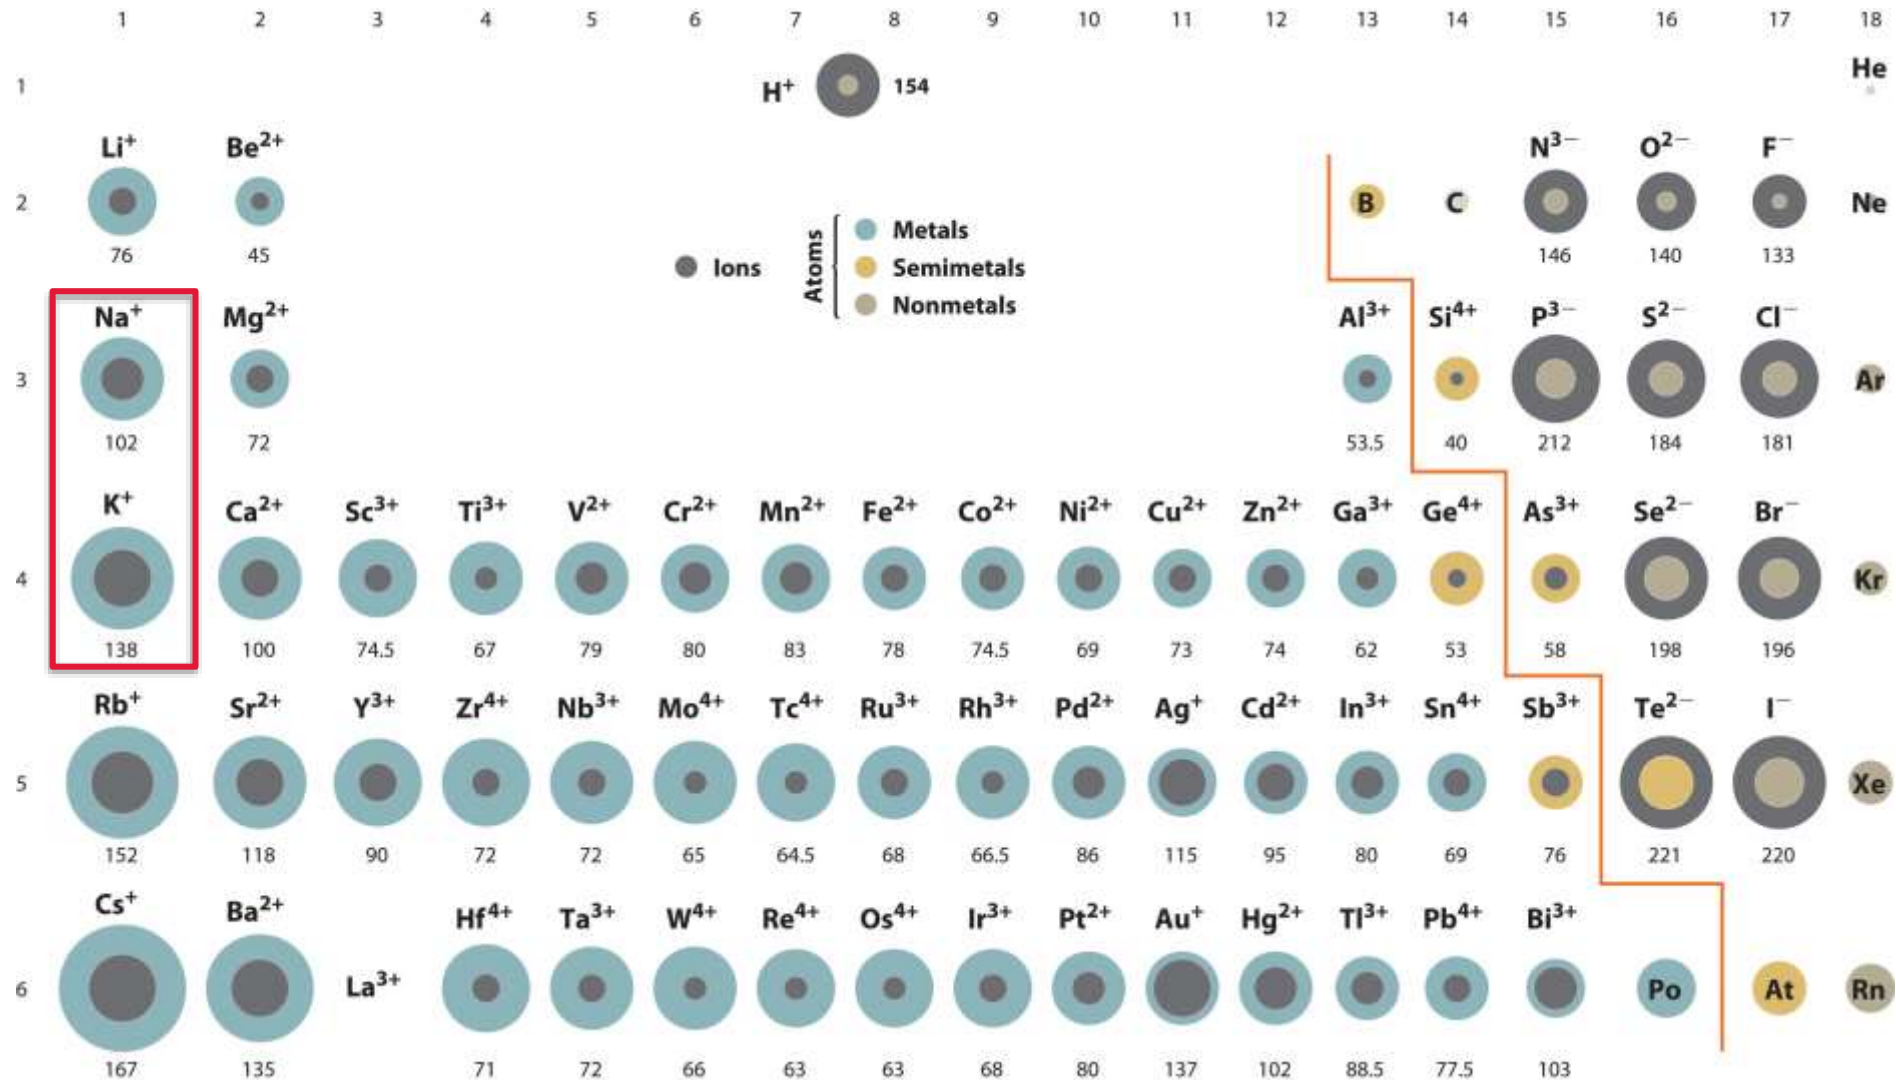 1 2 3 4 5 6 7 8 9 10 11 12 13 14 15 16 17 18
1 H⁺ 154 He
Li⁺ Be²⁺ N³⁻ O²⁻ F⁻
2 B C Ne
76 45 146 140 133
Atoms
Metals
Ions Semimetals
Nonmetals
Na⁺ Mg²⁺ Al³⁺ Si⁴⁺ P³⁻ S²⁻ Cl⁻
3 Ar
102 72 53.5 40 212 184 181
K⁺ Ca²⁺ Sc³⁺ Ti³⁺ V²⁺ Cr²⁺ Mn²⁺ Fe²⁺ Co²⁺ Ni²⁺ Cu²⁺ Zn²⁺ Ga³⁺ Ge⁴⁺ As³⁺ Se²⁻ Br⁻
4 Kr
138 100 74.5 67 79 80 83 78 74.5 69 73 74 62 53 58 198 196
Rb⁺ Sr²⁺ Y³⁺ Zr⁴⁺ Nb³⁺ Mo⁴⁺ Tc⁴⁺ Ru³⁺ Rh³⁺ Pd²⁺ Ag⁺ Cd²⁺ In³⁺ Sn⁴⁺ Sb³⁺ Te²⁻ I⁻
5 Xe
152 118 90 72 72 65 64.5 68 66.5 86 115 95 80 69 76 221 220
Cs⁺ Ba²⁺ Hf⁴⁺ Ta³⁺ W⁴⁺ Re⁴⁺ Os⁴⁺ Ir³⁺ Pt²⁺ Au⁺ Hg²⁺ Tl³⁺ Pb⁴⁺ Bi³⁺
6 La³⁺ Po At Rn
167 135 71 72 66 63 63 68 80 137 102 88.5 77.5 103